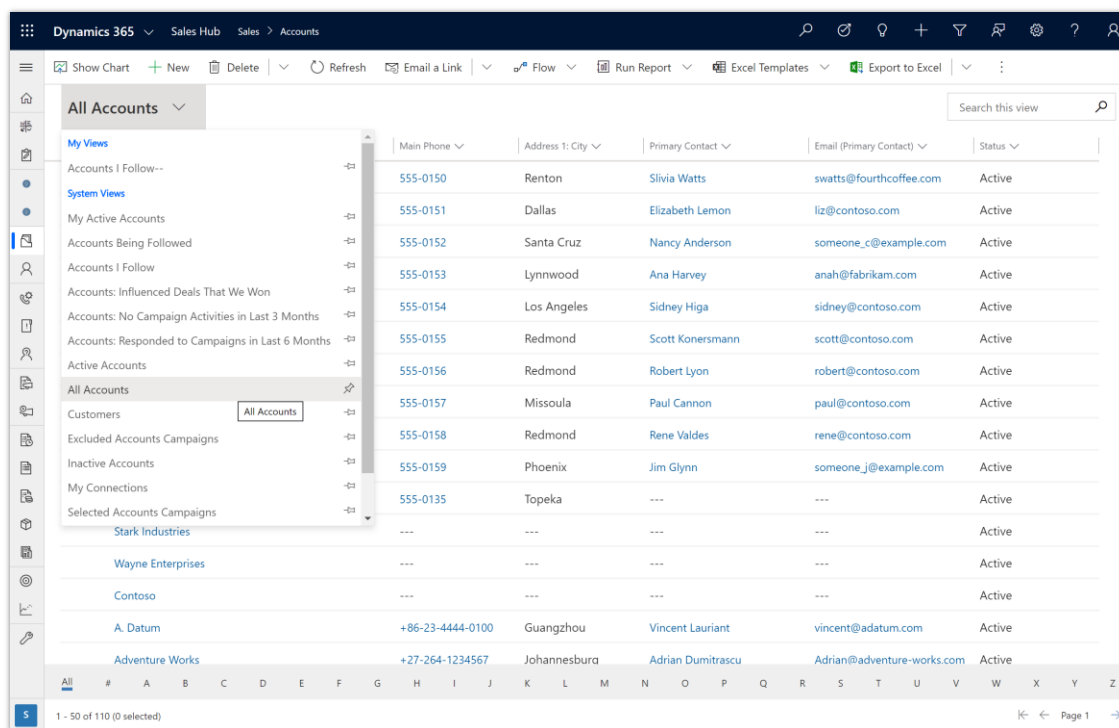 Dynamics 365 Sales Hub Sales > Accounts ?
Show Chart New Delete Refresh Email a Link Flow Run Report Excel Templates Export to Excel
All Accounts Search this view
My Views Main Phone Address 1: City Primary Contact Email (Primary Contact) Status
Accounts I Follow--
555-0150 Renton Slivia Watts swatts@fourthcoffee.com Active
System Views
My Active Accounts 555-0151 Dallas Elizabeth Lemon liz@contoso.com Active
Accounts Being Followed 555-0152 Santa Cruz Nancy Anderson someone_c@example.com Active
Accounts I Follow 555-0153 Lynnwood Ana Harvey anah@fabrikam.com Active
Accounts: Influenced Deals That We Won
555-0154 Los Angeles Sidney Higa sidney@contoso.com Active
Accounts: No Campaign Activities in Last 3 Months
Accounts: Responded to Campaigns in Last 6 Months 555-0155 Redmond Scott Konersmann scott@contoso.com Active
Active Accounts 555-0156 Redmond Robert Lyon robert@contoso.com Active
All Accounts
555-0157 Missoula Paul Cannon paul@contoso.com Active
Customers All Accounts
Excluded Accounts Campaigns 555-0158 Redmond Rene Valdes rene@contoso.com Active
Inactive Accounts 555-0159 Phoenix Jim Glynn someone_j@example.com Active
My Connections
555-0135 Topeka --- --- Active
Selected Accounts Campaigns
Stark Industries --- --- --- --- Active
Wayne Enterprises --- --- --- --- Active
Contoso --- --- --- --- Active
A. Datum +86-23-4444-0100 Guangzhou Vincent Lauriant vincent@adatum.com Active
Adventure Works +27-264-1234567 Johannesburg Adrian Dumitrascu Adrian@adventure-works.com Active
All # A B C D E F G H I J K L M N O P Q R S T U V W X Y Z
S 1 - 50 of 110 (0 selected) Page 1